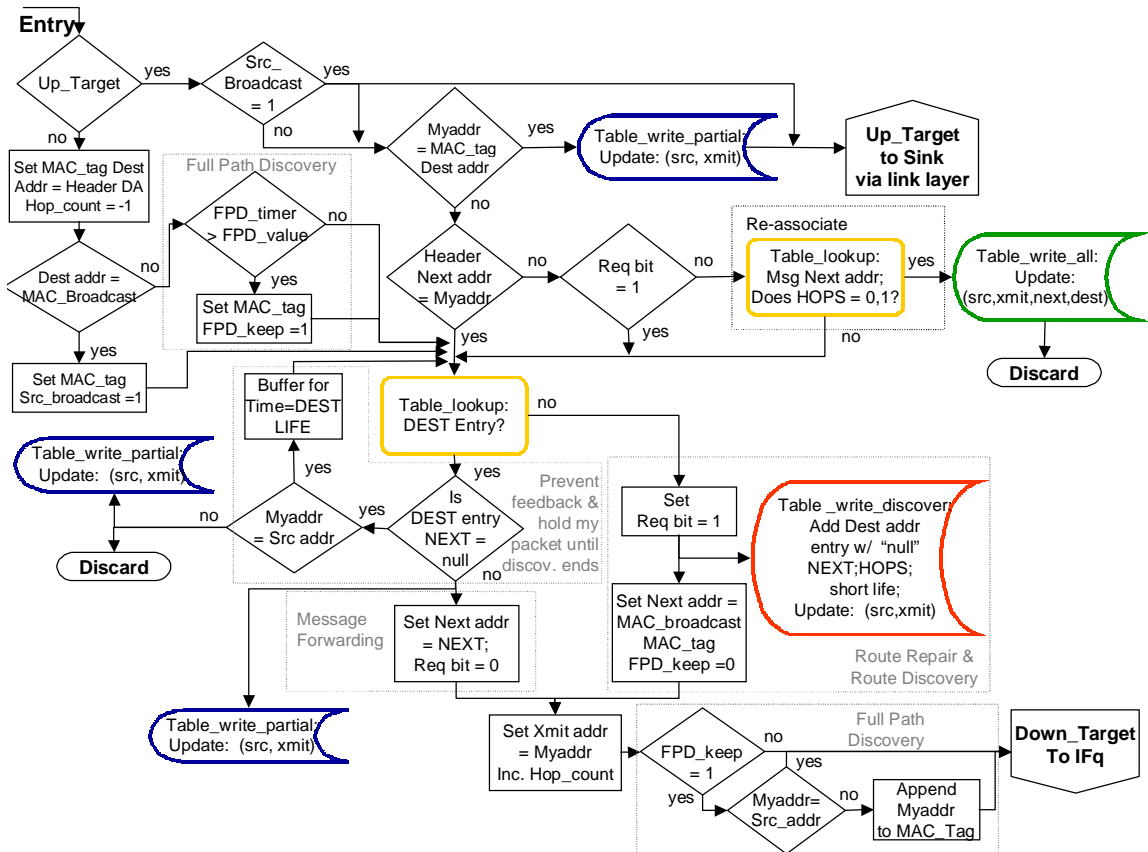 Entry
Up_Target
yes
no
Src_
Broadcast
= 1
yes
no
Myaddr
= MAC_tag
Dest addr
yes
no
Table_write_partial:
Update: (src, xmit)
Up_Target
to Sink
via link layer
Set MAC_tag Dest
Addr = Header DA
Hop_count = -1
Full Path Discovery
FPD_timer
> FPD_value
no
yes
Dest addr =
MAC_Broadcast
no
yes
Set MAC_tag
FPD_keep =1
Set MAC_tag
Src_broadcast =1
Header
Next addr
= Myaddr
no
yes
Req bit
= 1
no
yes
Re-associate
Table_lookup:
Msg Next addr;
Does HOPS = 0,1?
yes
no
Table_write_all:
Update:
(src,xmit,next,dest)
Discard
Buffer for
Time=DEST
LIFE
Table_lookup:
DEST Entry?
no
yes
Table_write_partial:
Update: (src, xmit)
yes
no
Myaddr
= Src addr
yes
Is
DEST entry
NEXT =
null
no
Prevent
feedback &
hold my
packet until
discov. ends
Discard
Set
Req bit = 1
Table _write_discover:
Add Dest addr
entry w/ “null”
NEXT;HOPS;
short life;
Update: (src,xmit)
Message
Forwarding
Set Next addr
= NEXT;
Req bit = 0
Set Next addr =
MAC_broadcast
MAC_tag
FPD_keep =0
Route Repair &
Route Discovery
Table_write_partial:
Update: (src, xmit)
Set Xmit addr
= Myaddr
Inc. Hop_count
FPD_keep
= 1
no
yes
Full Path
Discovery
yes
Myaddr=
Src_addr
no
Append
Myaddr
to MAC_Tag
Down_Target
To IFq